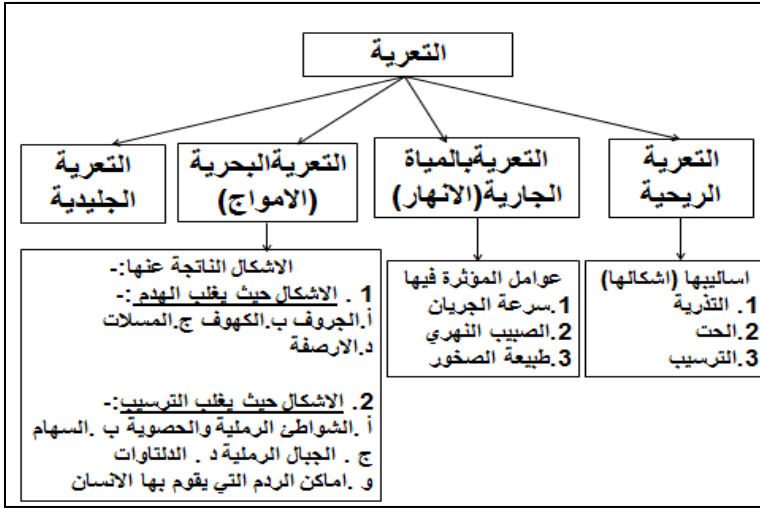 التعرية
التعرية
الريحية
التعريةبالمياة
الجارية(الانهار)
التعريةالبحرية
(الامواج)
التعرية
الجليدية
اساليبها (اشكالها)
1. التذرية
2.الحت
3.الترسيب
عوامل المؤثرة فيها
1.سرعة الجريان
2.الصبيب النهري
3.طبيعة الصخور
الاشكال الناتجة عنها:-
1 . الاشكال حيث يغلب الهدم :-
أ.الجروف ب.الكهوف ج.المسلات
د.الارصفة
2. الاشكال حيث يغلب الترسيب:-
أ .الشواطئ الرملية والحصوية ب .السهام
ج . الجبال الرملية د . الدلتاوات
و .اماكن الردم التي يقوم بها الانسان